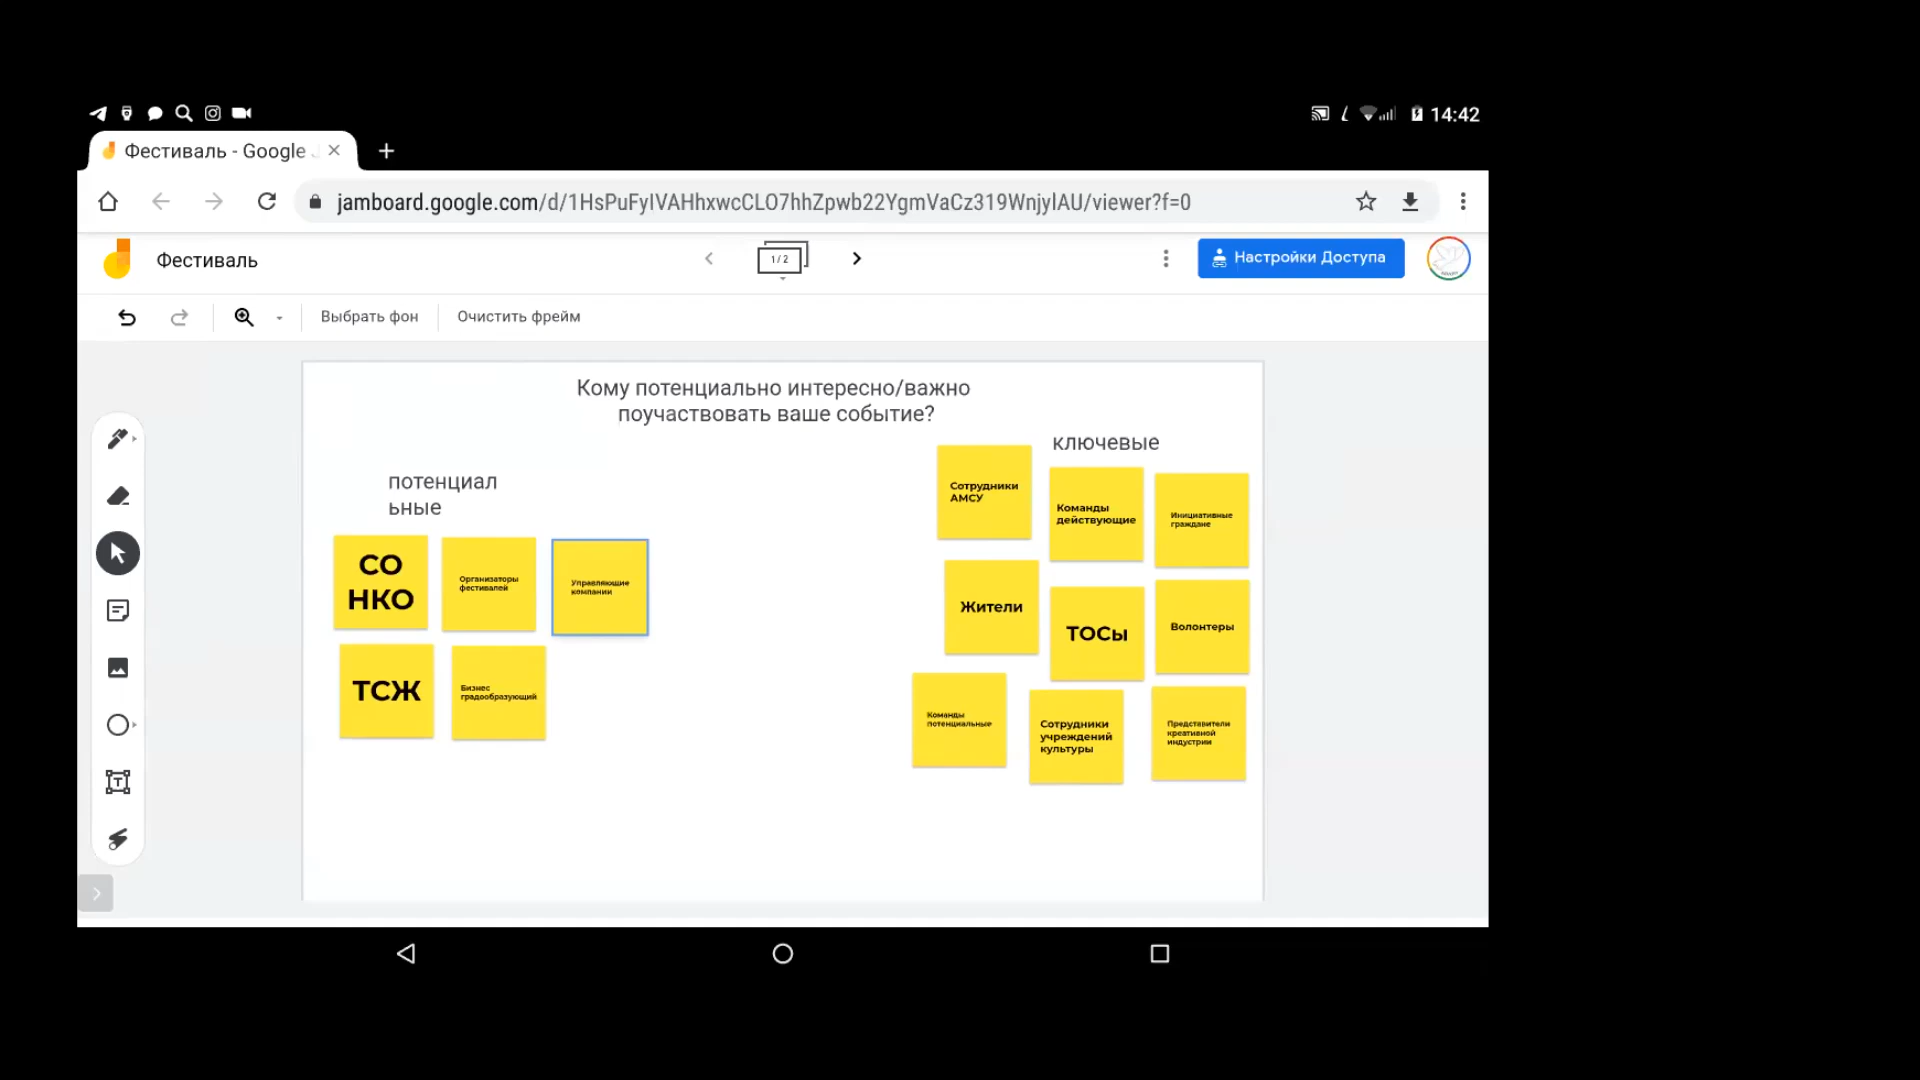 14:42
Фестиваль - Google J
jamboard.google.com/d/1HsPuFyIVAHhxwcCLO7hhZpwb22YgmVaCz319WnjylAU/viewer?f=0
Фестиваль
1 / 2
Настройки Доступа
Выбрать фон
Очистить фрейм
Кому потенциально интересно/важно
поучаствовать ваше событие?
потенциал
ьные
СО
НКО
Организаторы
фестивалей
Управляющие
компании
ТСЖ
Бизнес
градообразующий
ключевые
Сотрудники
АМСУ
Команды
действующие
Инициативные
граждане
Жители
ТОСы
Волонтеры
Команды
потенциальные
Сотрудники
учреждений
культуры
Представители
креативной
индустрии